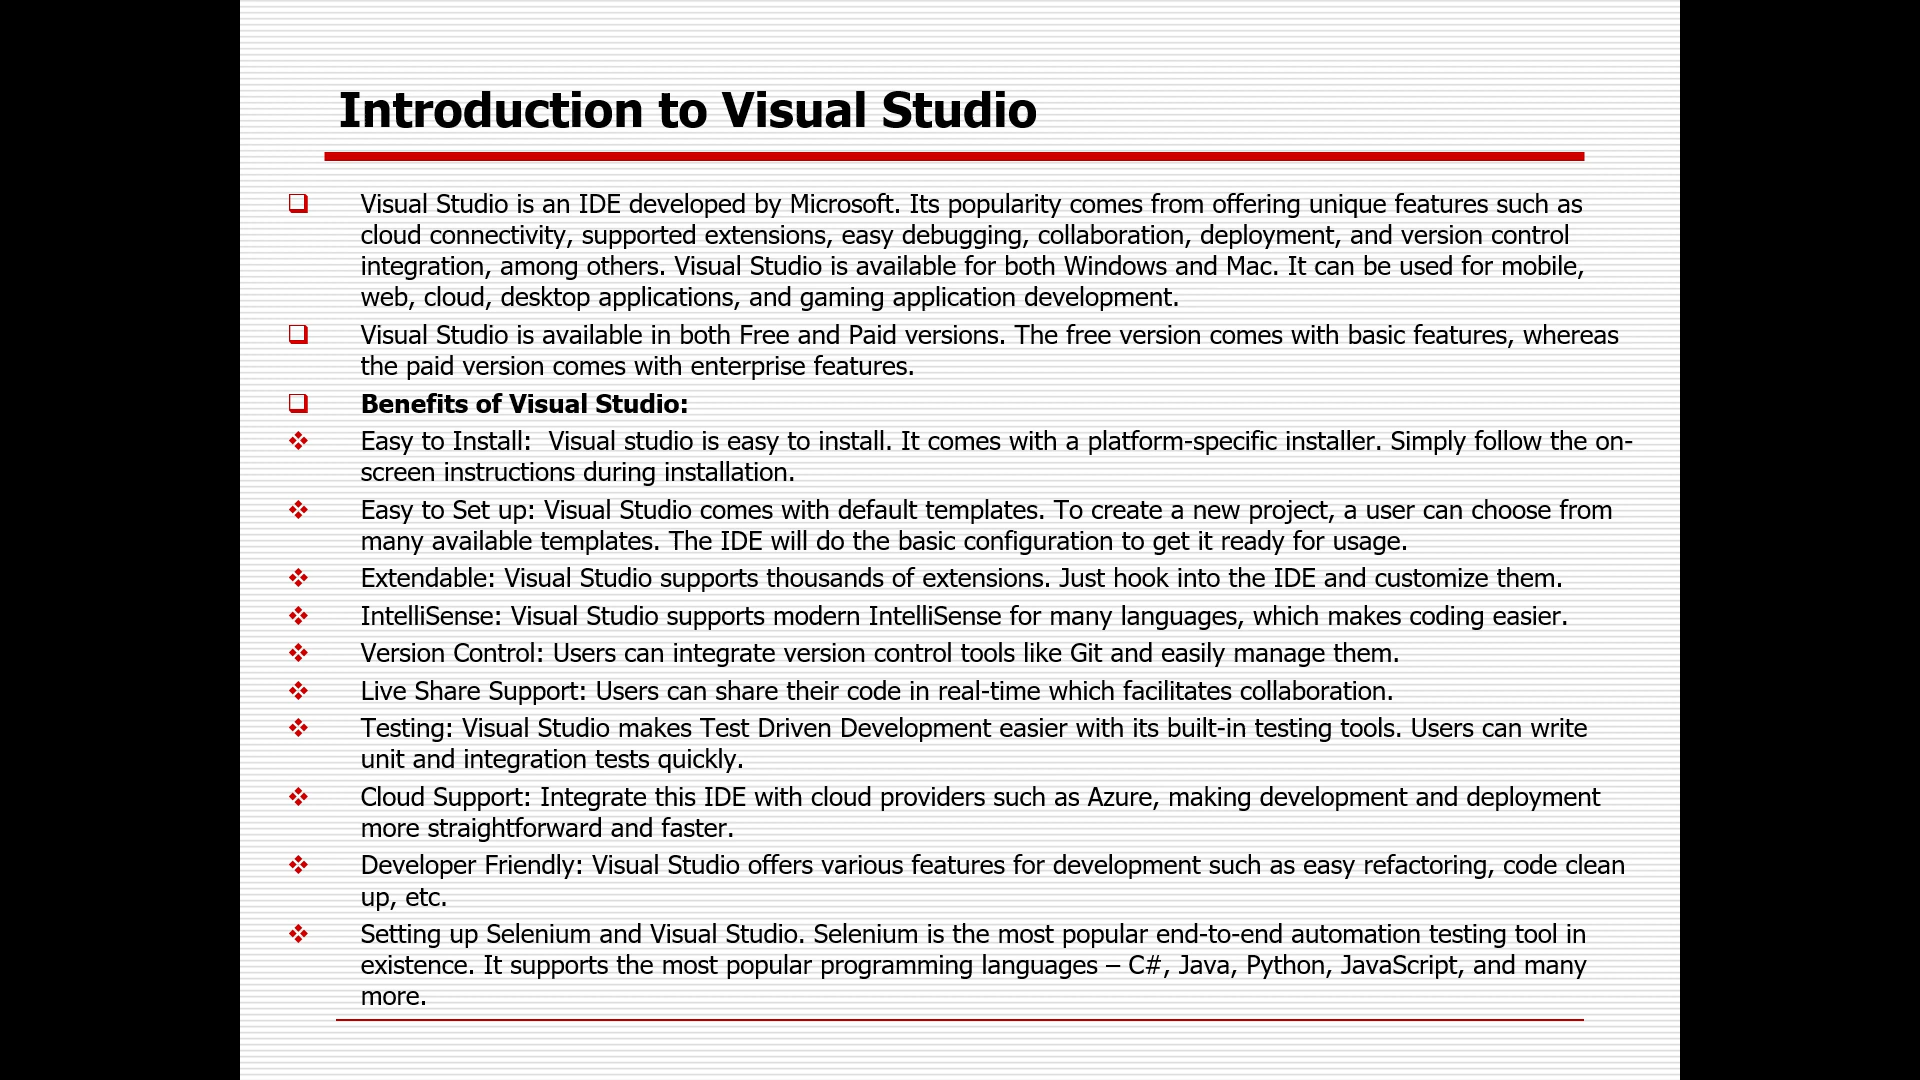 Introduction to Visual Studio
Visual Studio is an IDE developed by Microsoft. Its popularity comes from offering unique features such as
cloud connectivity, supported extensions, easy debugging, collaboration, deployment, and version control
integration, among others. Visual Studio is available for both Windows and Mac. It can be used for mobile,
web, cloud, desktop applications, and gaming application development.
Visual Studio is available in both Free and Paid versions. The free version comes with basic features, whereas
the paid version comes with enterprise features.
Benefits of Visual Studio:
Easy to Install:  Visual studio is easy to install. It comes with a platform-specific installer. Simply follow the on-
screen instructions during installation.
Easy to Set up: Visual Studio comes with default templates. To create a new project, a user can choose from
many available templates. The IDE will do the basic configuration to get it ready for usage.
Extendable: Visual Studio supports thousands of extensions. Just hook into the IDE and customize them.
IntelliSense: Visual Studio supports modern IntelliSense for many languages, which makes coding easier.
Version Control: Users can integrate version control tools like Git and easily manage them.
Live Share Support: Users can share their code in real-time which facilitates collaboration.
Testing: Visual Studio makes Test Driven Development easier with its built-in testing tools. Users can write
unit and integration tests quickly.
Cloud Support: Integrate this IDE with cloud providers such as Azure, making development and deployment
more straightforward and faster.
Developer Friendly: Visual Studio offers various features for development such as easy refactoring, code clean
up, etc.
Setting up Selenium and Visual Studio. Selenium is the most popular end-to-end automation testing tool in
existence. It supports the most popular programming languages – C#, Java, Python, JavaScript, and many
more.